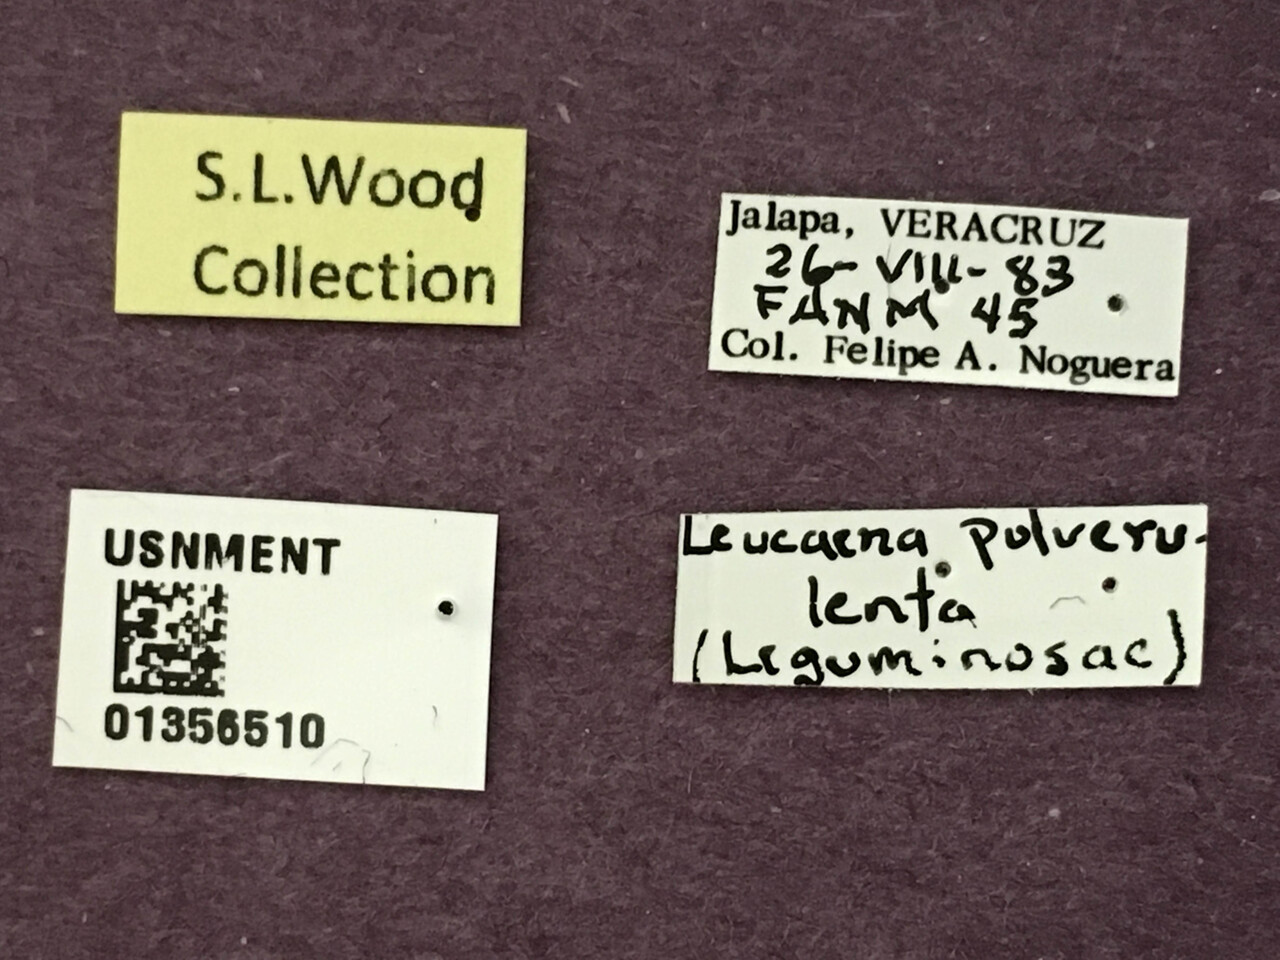 S.L.Wood
Collection
Jalapa, VERACRUZ
26-VIII-83
FANM 45
Col. Felipe A. Noguera
USNMENT
01356510
Leucaena pulveru-
lenta
(Leguminosae)